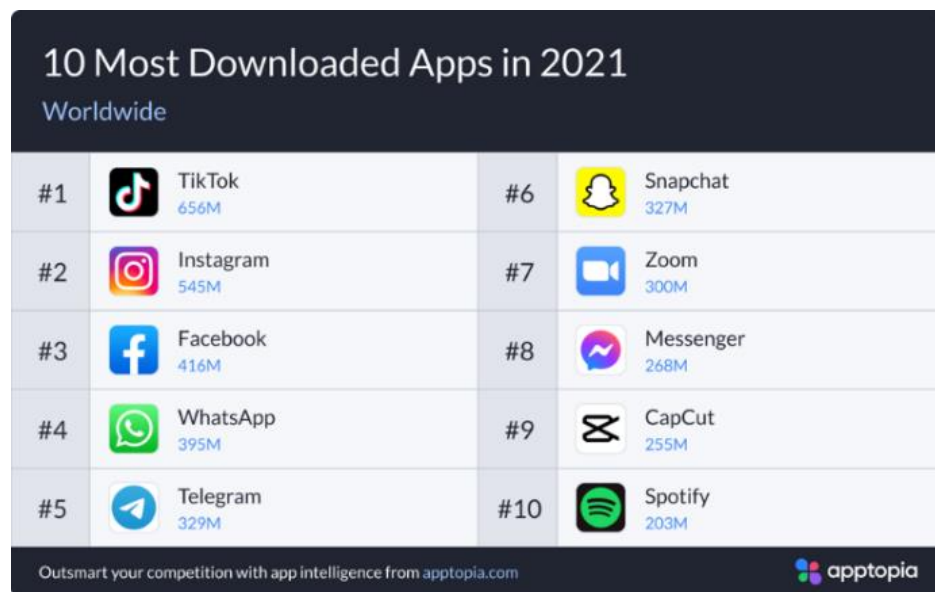 10 Most Downloaded Apps in 2021
Worldwide
#1
TikTok
656M
#2
Instagram
545M
#3
Facebook
416M
#4
WhatsApp
395M
#5
Telegram
329M
#6
Snapchat
327M
#7
Zoom
300M
#8
Messenger
268M
#9
CapCut
255M
#10
Spotify
203M
Outsmart your competition with app intelligence from apptopia.com
apptopia